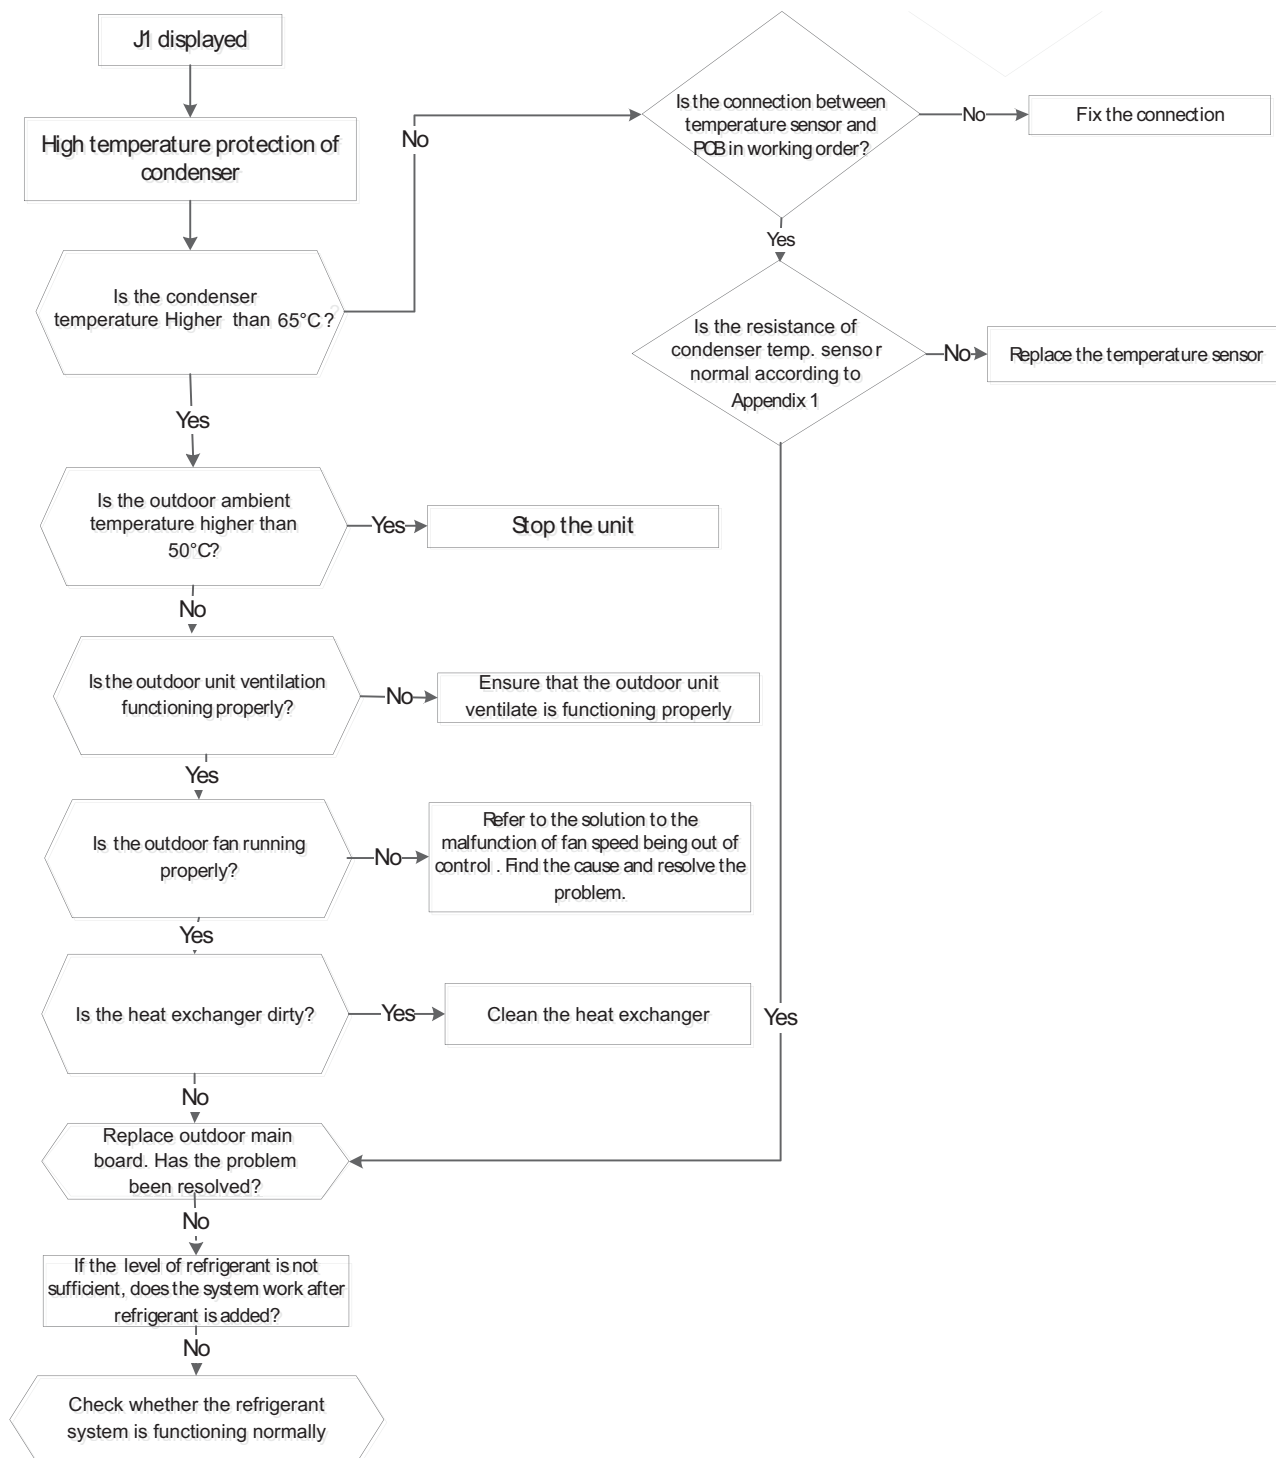 J1 displayed
High temperature protection of
condenser
Is the condenser
temperature Higher than 65°C?
No
Yes
Is the connection between
temperature sensor and
PCB in working order?
No
Fix the connection
Yes
Is the resistance of
condenser temp. sensor
normal according to
Appendix 1
No
Replace the temperature sensor
Yes
Is the outdoor ambient
temperature higher than
50°C?
Yes
Stop the unit
No
Is the outdoor unit ventilation
functioning properly?
No
Ensure that the outdoor unit
ventilate is functioning properly
Yes
Is the outdoor fan running
properly?
No
Refer to the solution to the
malfunction of fan speed being out of
control . Find the cause and resolve the
problem.
Yes
Is the heat exchanger dirty?
Yes
Clean the heat exchanger
No
Replace outdoor main
board. Has the problem
been resolved?
No
If the level of refrigerant is not
sufficient, does the system work after
refrigerant is added?
No
Check whether the refrigerant
system is functioning normally